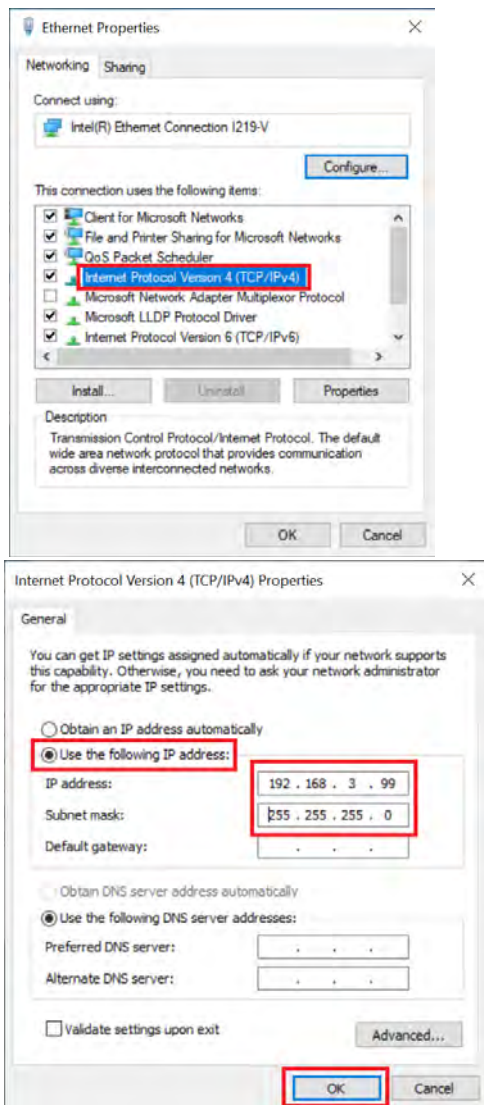 Ethernet Properties
Networking Sharing
Connect using:
Intel(R) Ethernet Connection I219-V
Configure...
This connection uses the following items:
Client for Microsoft Networks
File and Printer Sharing for Microsoft Networks
QoS Packet Scheduler
Internet Protocol Version 4 (TCP/IPv4)
Microsoft Network Adapter Multiplexor Protocol
Microsoft LLDP Protocol Driver
Internet Protocol Version 6 (TCP/IPv6)
Install... Uninstall Properties
Description
Transmission Control Protocol/Internet Protocol. The default
wide area network protocol that provides communication
across diverse interconnected networks.
OK Cancel
Internet Protocol Version 4 (TCP/IPv4) Properties
General
You can get IP settings assigned automatically if your network supports
this capability. Otherwise, you need to ask your network administrator
for the appropriate IP settings.
Obtain an IP address automatically
Use the following IP address:
IP address: 192 . 168 . 3 . 99
Subnet mask: 255 . 255 . 255 . 0
Default gateway: . . .
Obtain DNS server address automatically
Use the following DNS server addresses:
Preferred DNS server: . . .
Alternate DNS server: . . .
Validate settings upon exit
Advanced...
OK Cancel